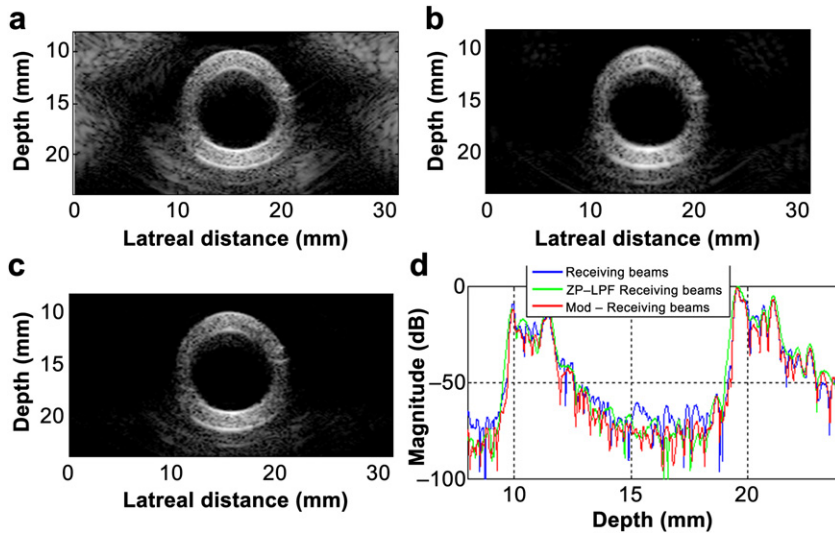 a
Depth (mm)
10
15
20
0 10 20 30
Latreal distance (mm)
b
Depth (mm)
10
15
20
0 10 20 30
Latreal distance (mm)
c
Depth (mm)
10
15
20
0 10 20 30
Latreal distance (mm)
d
Receiving beams
ZP–LPF Receiving beams
Mod – Receiving beams
Magnitude (dB)
0
–50
–100
10 15 20
Depth (mm)